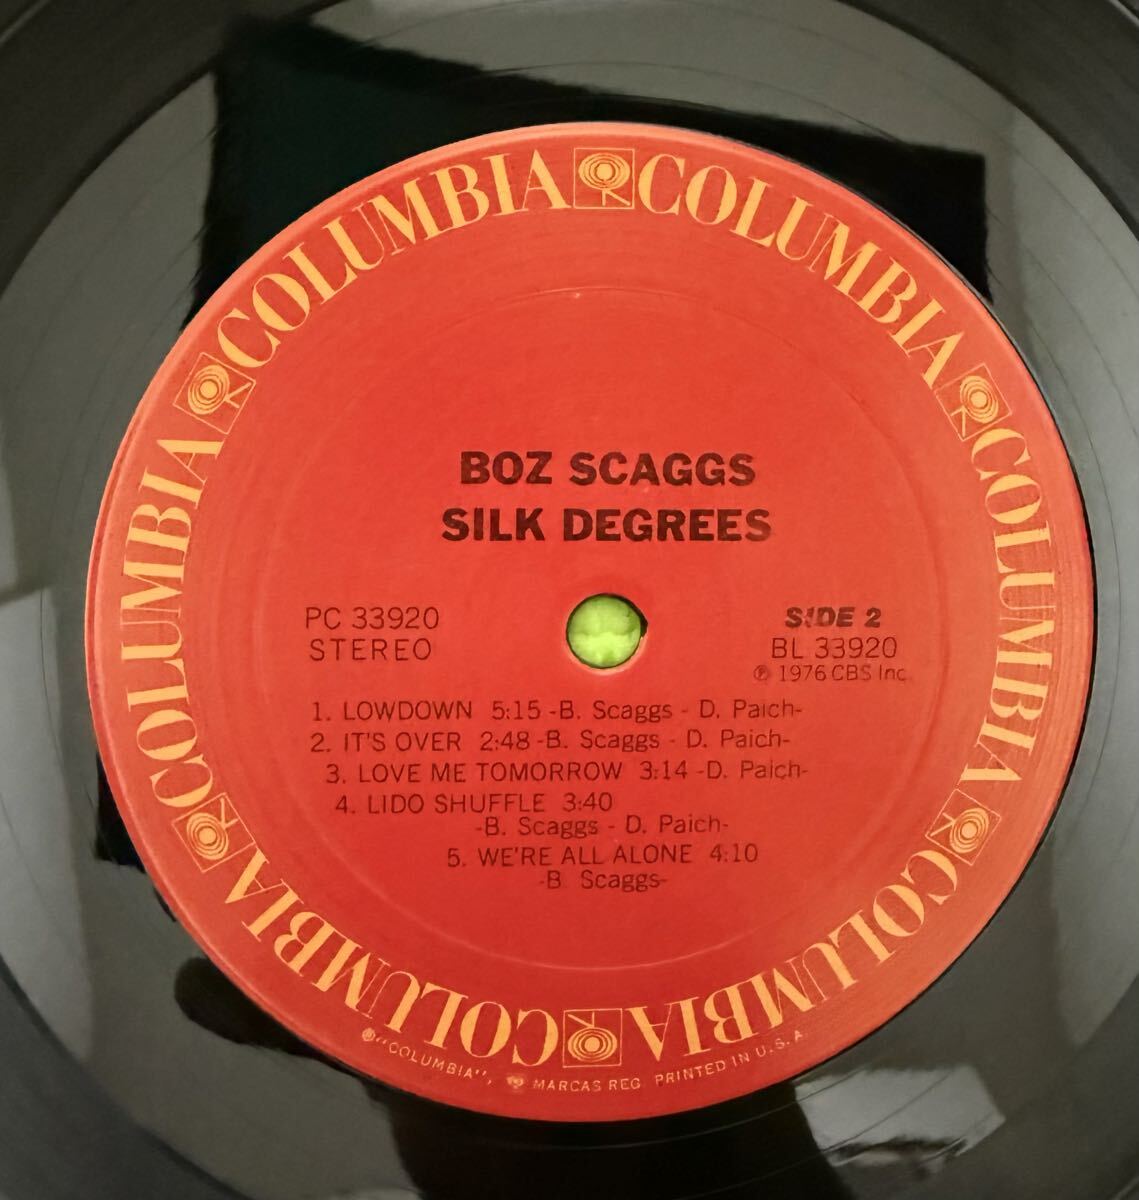 COLUMBIA COLUMBIA COLUMBIA COLUMBIA COLUMBIA COLUMBIA
BOZ SCAGGS
SILK DEGREES
PC 33920
STEREO
SIDE 2
BL 33920
℗ 1976 CBS Inc.
1. LOWDOWN 5:15 -B. Scaggs - D. Paich-
2. IT'S OVER 2:48 -B. Scaggs - D. Paich-
3. LOVE ME TOMORROW 3:14 -D. Paich-
4. LIDO SHUFFLE 3:40
-B. Scaggs - D. Paich-
5. WE'RE ALL ALONE 4:10
-B. Scaggs-
® "COLUMBIA", MARCAS REG. PRINTED IN U.S.A.